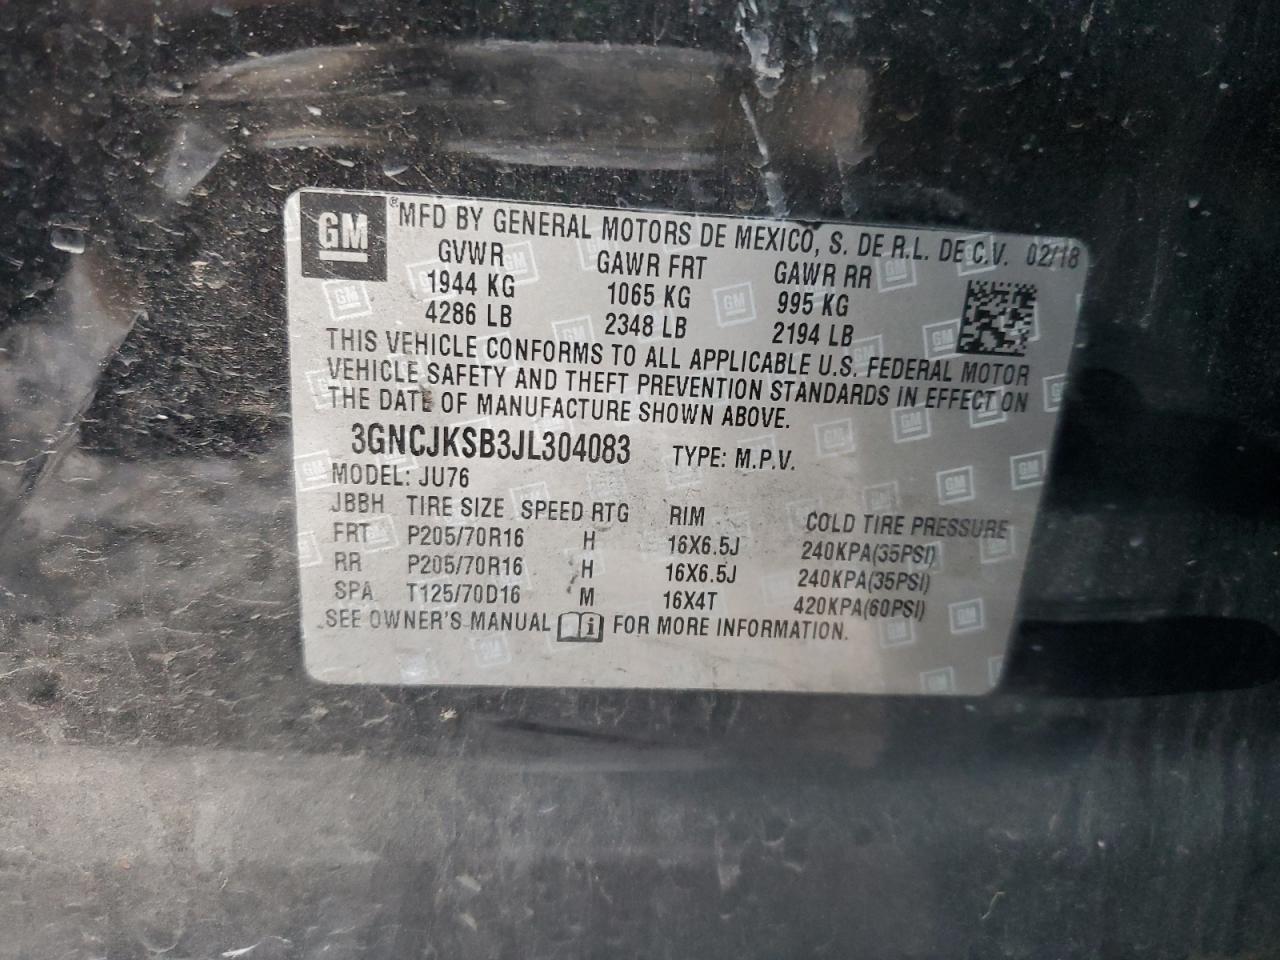 GM ® MFD BY GENERAL MOTORS DE MEXICO, S. DE R.L. DE C.V. 02/18
GVWR GAWR FRT GAWR RR
1944 KG 1065 KG 995 KG
4286 LB 2348 LB 2194 LB
THIS VEHICLE CONFORMS TO ALL APPLICABLE U.S. FEDERAL MOTOR
VEHICLE SAFETY AND THEFT PREVENTION STANDARDS IN EFFECT ON
THE DATE OF MANUFACTURE SHOWN ABOVE.
3GNCJKSB3JL304083 TYPE: M.P.V.
MODEL: JU76
JBBH TIRE SIZE SPEED RTG RIM COLD TIRE PRESSURE
FRT P205/70R16 H 16X6.5J 240KPA(35PSI)
RR P205/70R16 H 16X6.5J 240KPA(35PSI)
SPA T125/70D16 M 16X4T 420KPA(60PSI)
SEE OWNER'S MANUAL i FOR MORE INFORMATION.